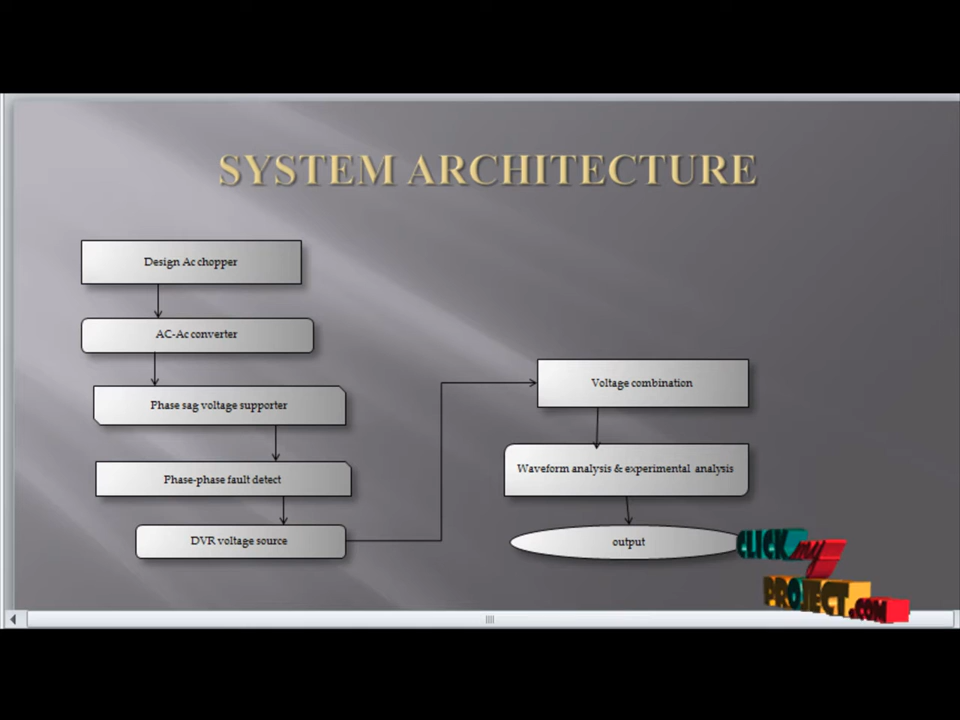 SYSTEM ARCHITECTURE
Design Ac chopper
AC-Ac converter
Phase sag voltage supporter
Phase-phase fault detect
DVR voltage source
Voltage combination
Waveform analysis & experimental analysis
output
CLICK my
PROJECT.COM